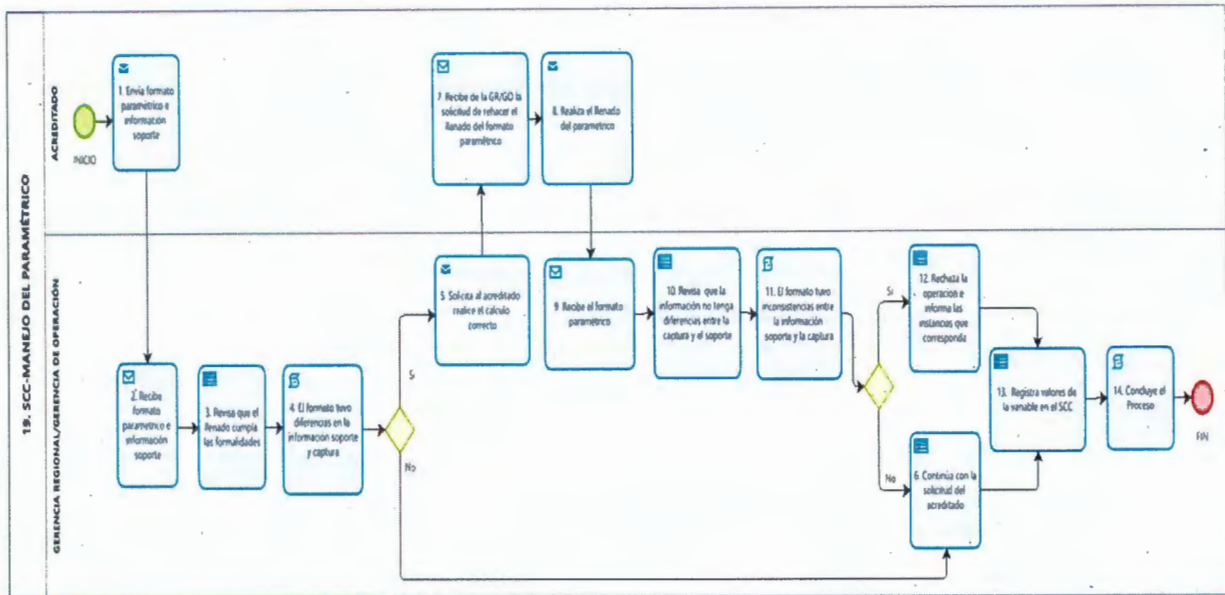 19. SCC-MANEJO DEL PARAMÉTRICO
ACREDITADO
INICIO
1. Envía formato
paramétrico e
información
soporte
7. Recibe de la GR/GO la
solicitud de rehacer el
llenado del formato
paramétrico
8. Realiza el llenado
del parametrico
GERENCIA REGIONAL/GERENCIA DE OPERACIÓN
2. Recibe
formato
parametrico e
información
soporte
3. Revisa que el
llenado cumpla
las formalidades
4. El formato tuvo
diferencias en la
información soporte
y captura
Si
No
5. Solicita al acreditado
realice el calculo
correcto
9. Recibe el formato
paramétrico
10. Revisa que la
información no tenga
diferencias entre la
captura y el soporte
11. El formato tuvo
inconsistencias entre
la información
soporte y la captura
Si
No
12. Rechaza la
operación e
informa las
instancias que
corresponda
6. Continúa con la
solicitud del
acreditado
13. Registra valores de
la variable en el SCC
14. Concluye el
Proceso
FIN